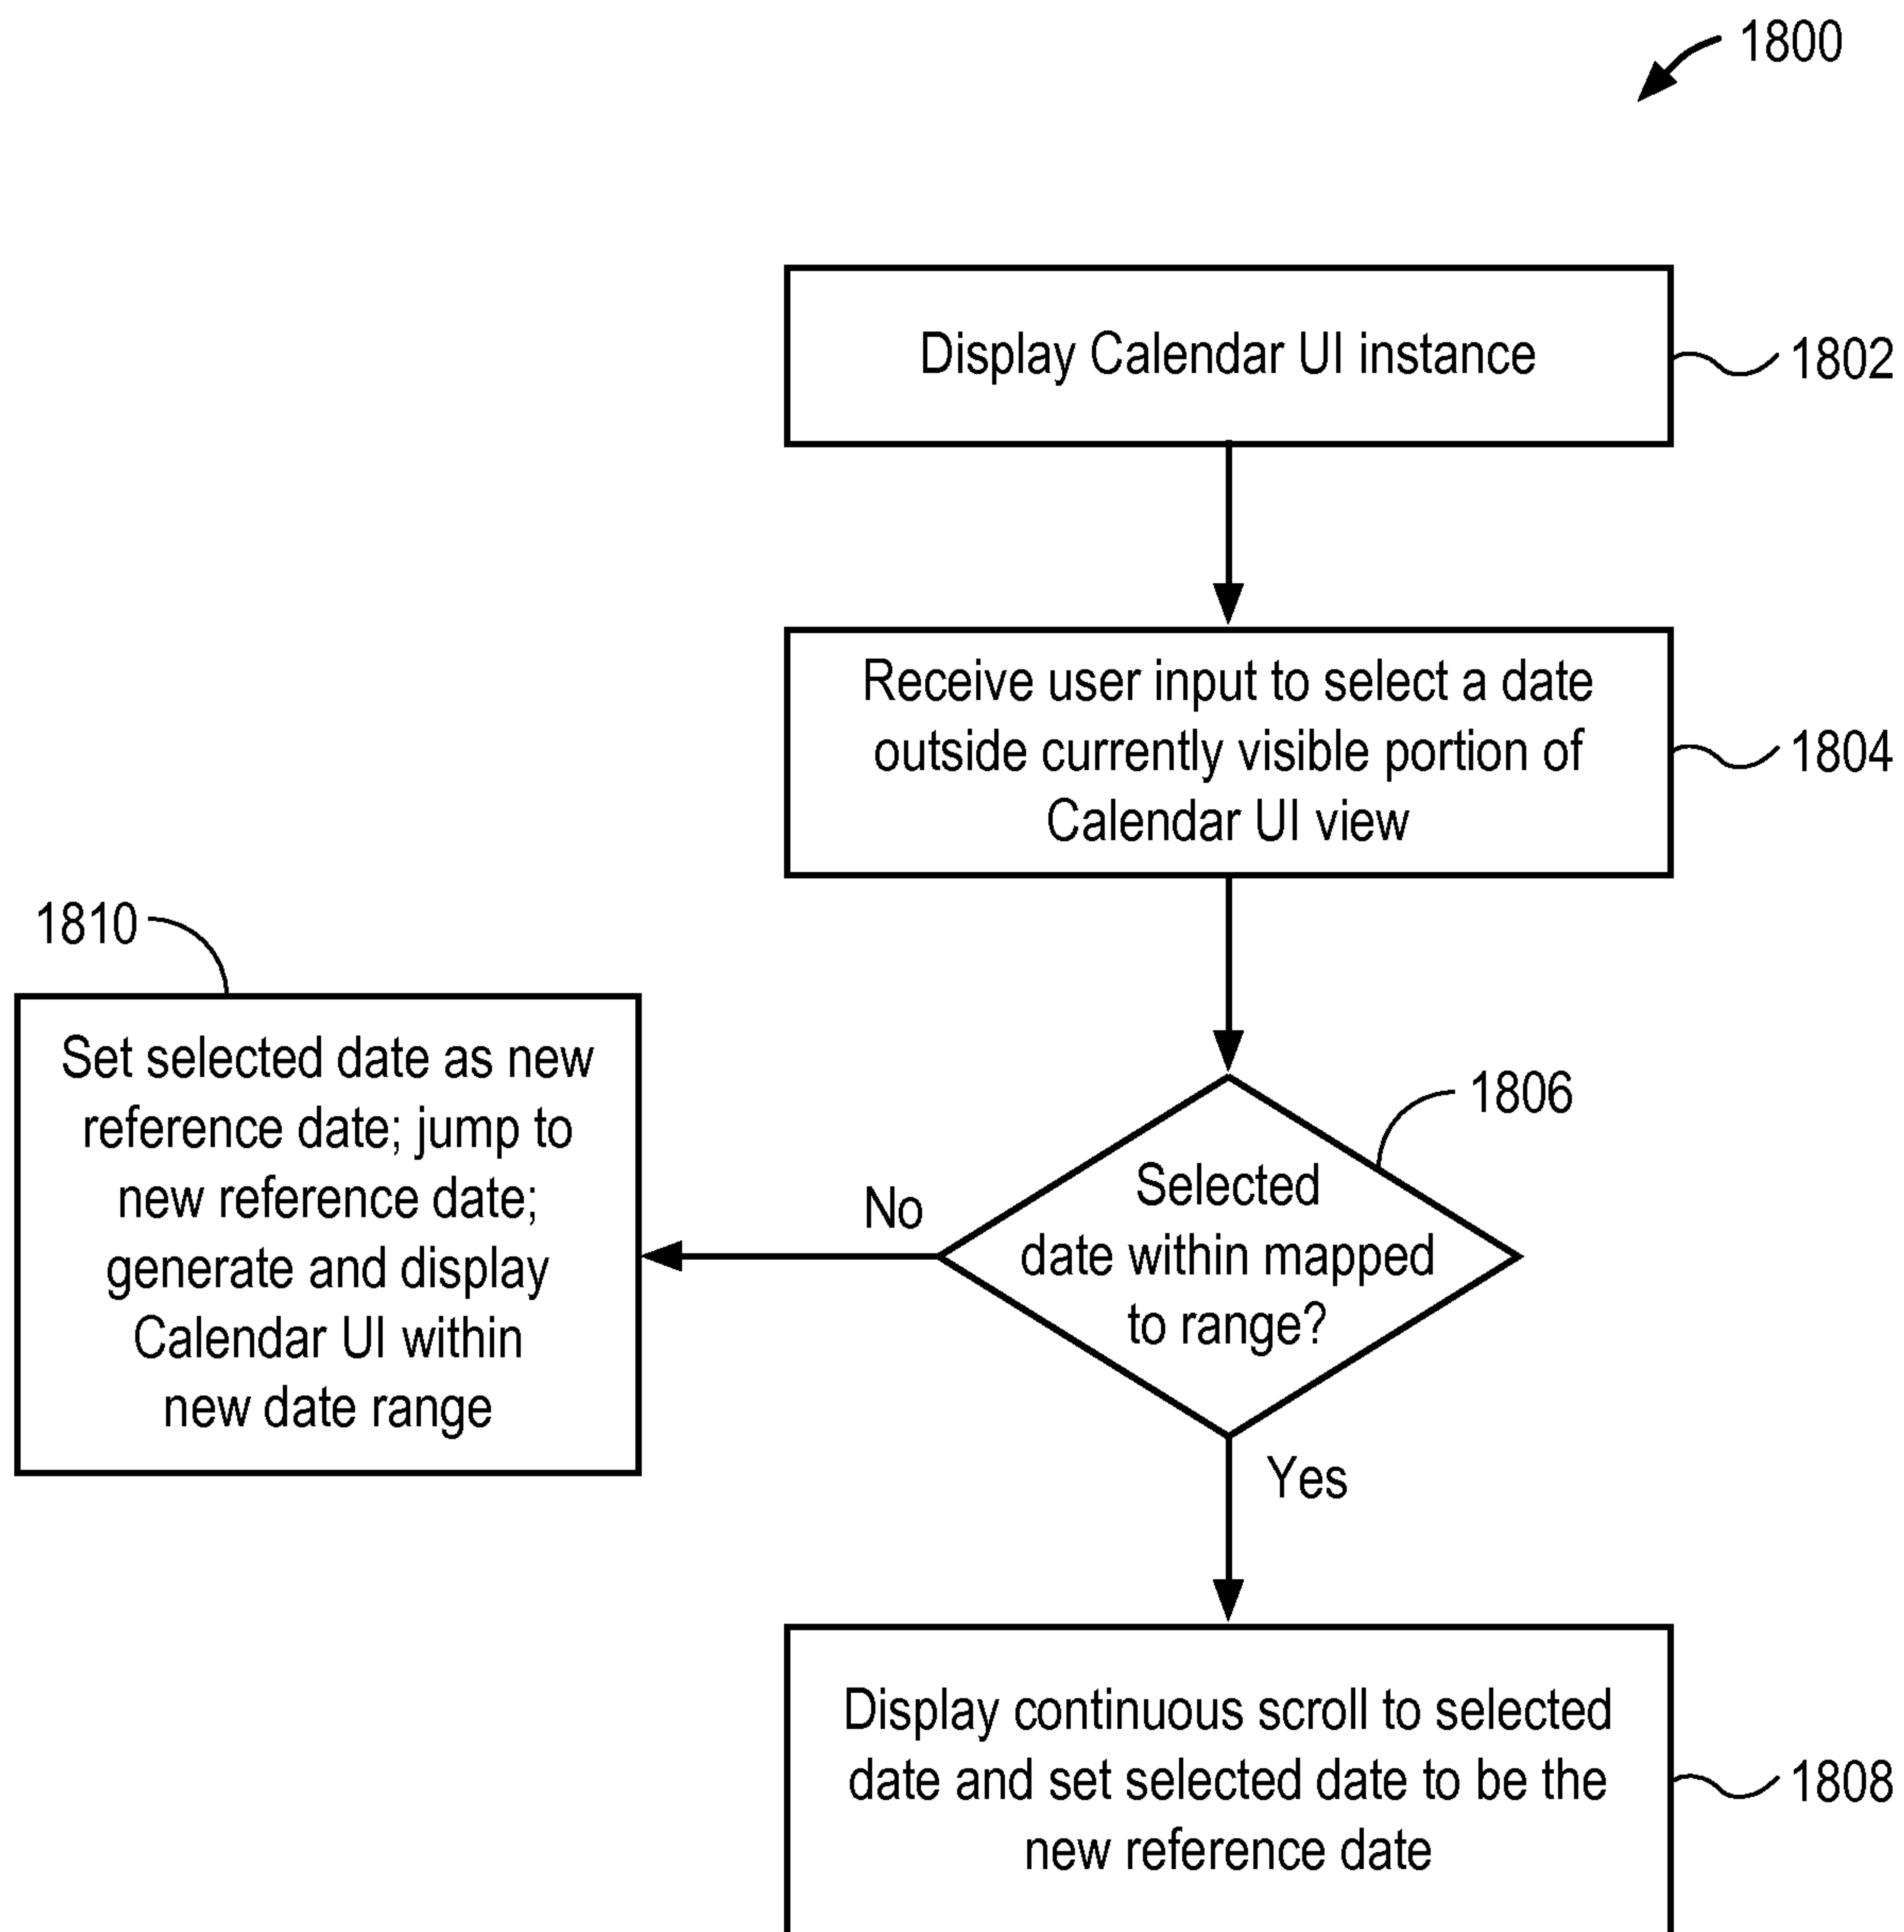 1800
Display Calendar UI instance
1802
Receive user input to select a date
outside currently visible portion of
Calendar UI view
1804
1810
Set selected date as new
reference date; jump to
new reference date;
generate and display
Calendar UI within
new date range
1806
Selected
date within mapped
to range?
No
Yes
Display continuous scroll to selected
date and set selected date to be the
new reference date
1808